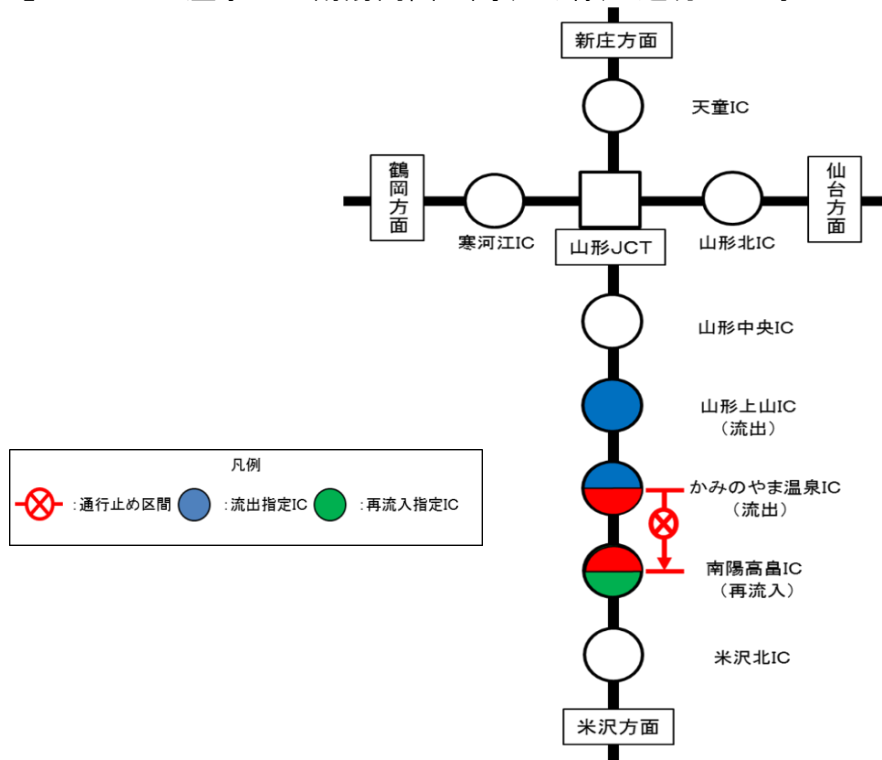 新庄方面
天童IC
鶴岡方面
仙台方面
寒河江IC
山形JCT
山形北IC
山形中央IC
山形上山IC
（流出）
凡例
:通行止め区間
:流出指定IC
:再流入指定IC
かみのやま温泉IC
（流出）
南陽高畠IC
（再流入）
米沢北IC
米沢方面